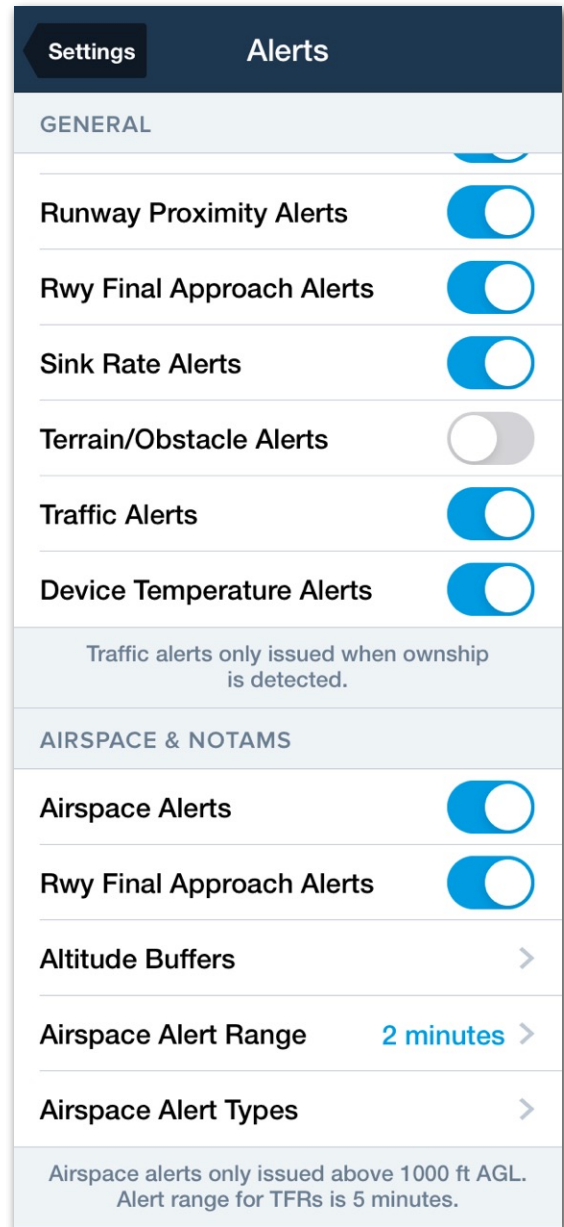 Settings
Alerts
GENERAL
Runway Proximity Alerts
Rwy Final Approach Alerts
Sink Rate Alerts
Terrain/Obstacle Alerts
Traffic Alerts
Device Temperature Alerts
Traffic alerts only issued when ownship
is detected.
AIRSPACE & NOTAMS
Airspace Alerts
Rwy Final Approach Alerts
Altitude Buffers
Airspace Alert Range 2 minutes
Airspace Alert Types
Airspace alerts only issued above 1000 ft AGL.
Alert range for TFRs is 5 minutes.